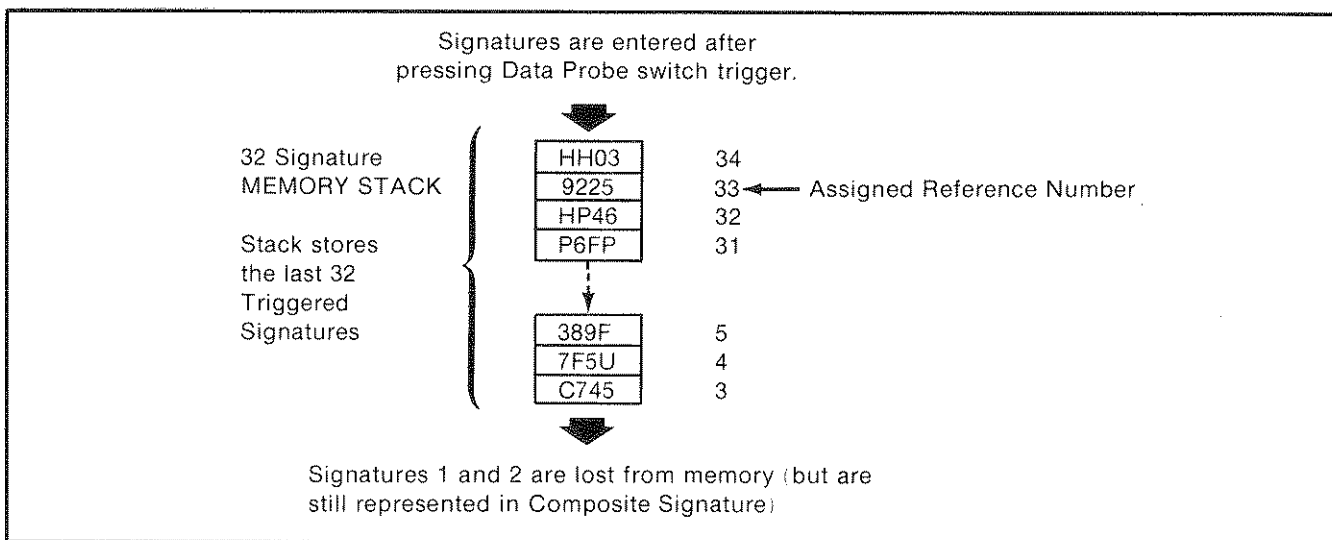 Signatures are entered after
pressing Data Probe switch trigger.
32 Signature
MEMORY STACK
Stack stores
the last 32
Triggered
Signatures
HH03 34
9225 33 Assigned Reference Number
HP46 32
P6FP 31
389F 5
7F5U 4
C745 3
Signatures 1 and 2 are lost from memory (but are
still represented in Composite Signature)